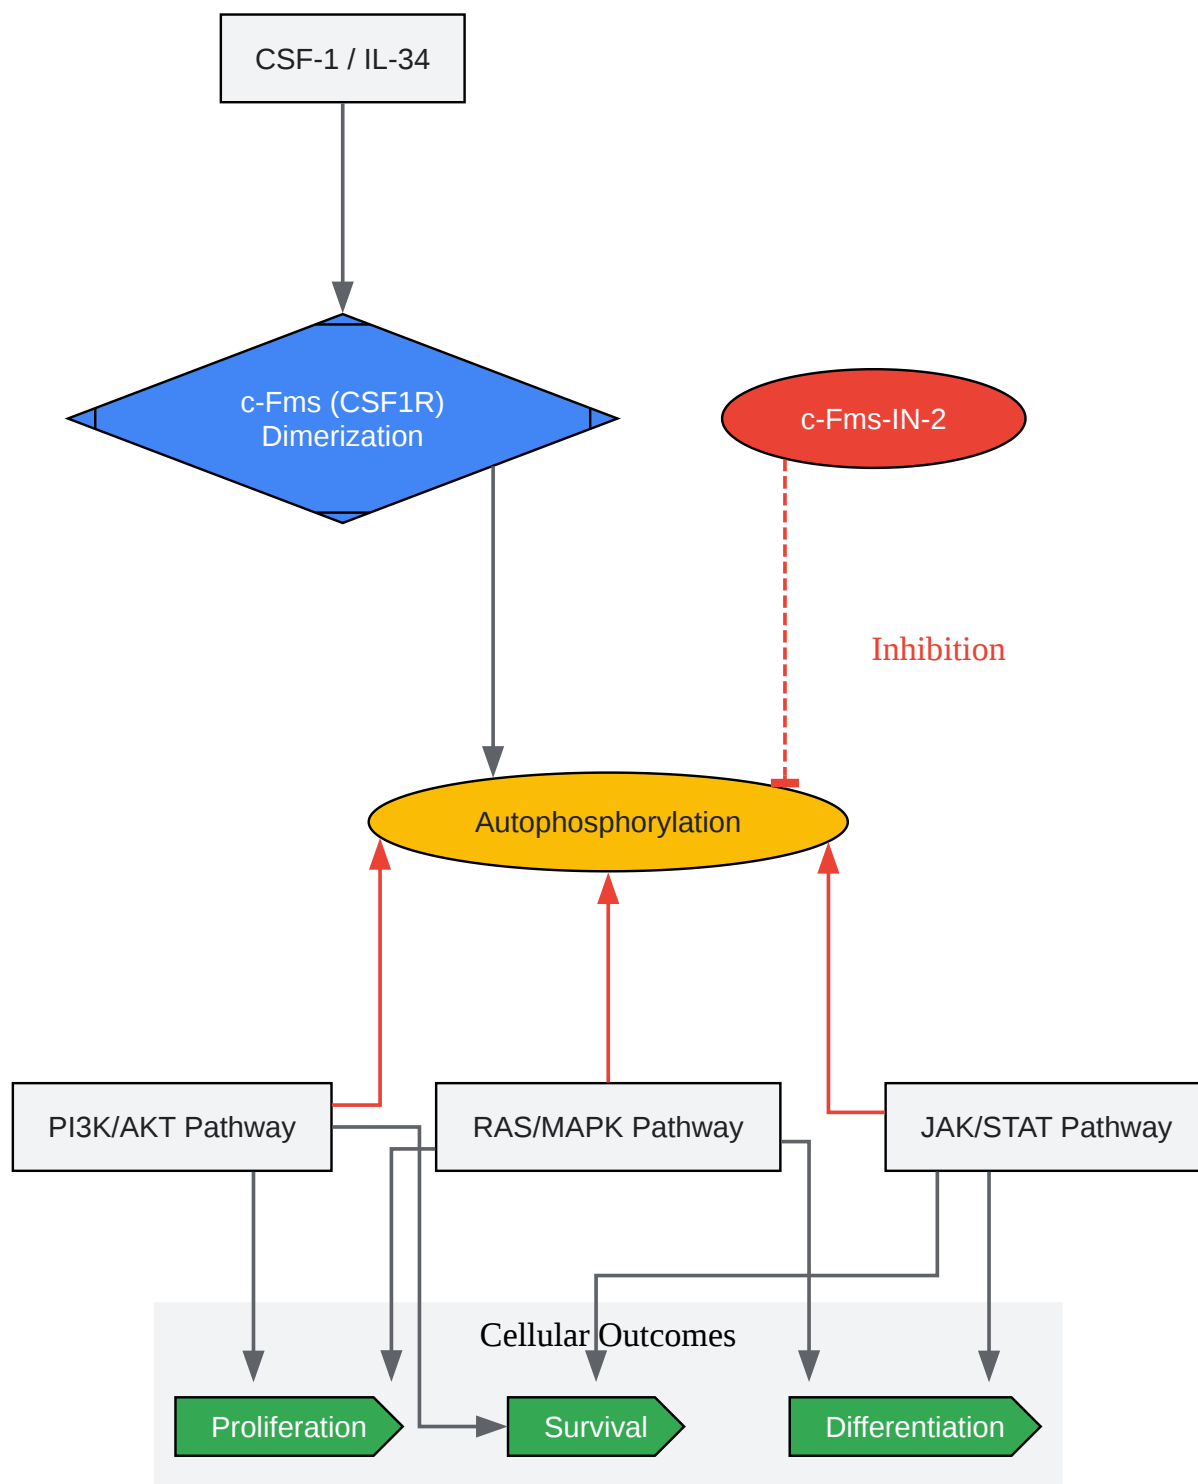 CSF-1 / IL-34
c-Fms (CSF1R)
Dimerization
c-Fms-IN-2
Inhibition
Autophosphorylation
PI3K/AKT Pathway
RAS/MAPK Pathway
JAK/STAT Pathway
Cellular Outcomes
Proliferation
Survival
Differentiation